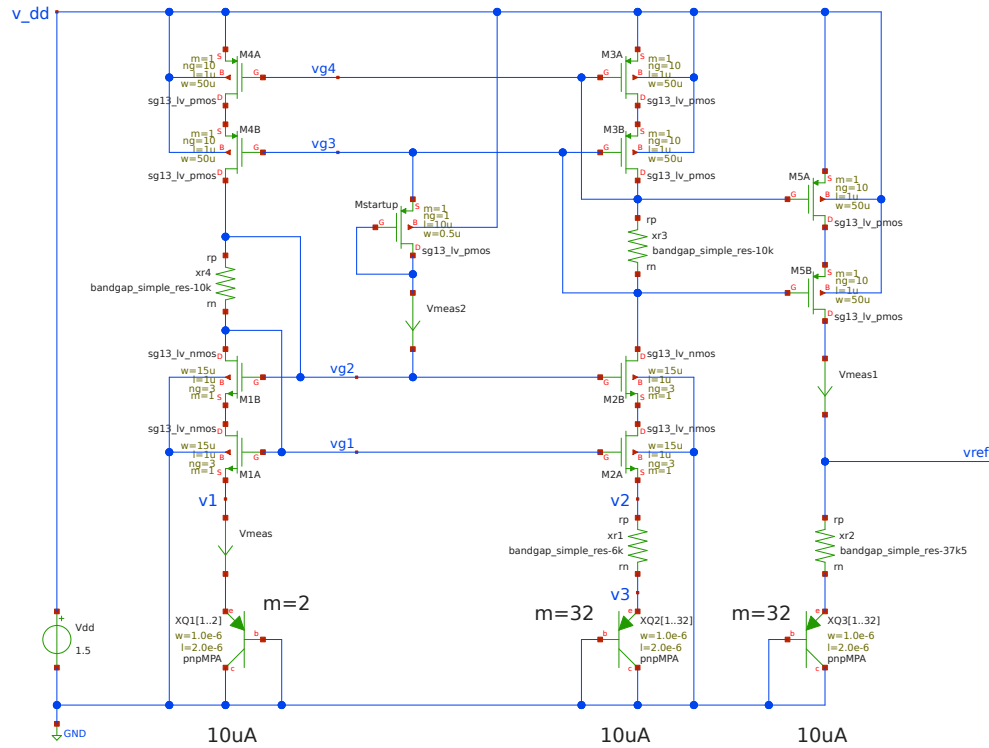 v_dd
S
M4A
m=1
ng=10
B
G
l=1u
w=50u
D
sg13_lv_pmos
vg4
M3A
S
m=1
ng=10
G
B
l=1u
w=50u
D
sg13_lv_pmos
S
M4B
m=1
ng=10
B
G
l=1u
w=50u
D
sg13_lv_pmos
vg3
M3B
S
m=1
ng=10
G
B
l=1u
w=50u
D
sg13_lv_pmos
M5A
S
m=1
ng=10
G
B
l=1u
w=50u
D
sg13_lv_pmos
Mstartup
S
m=1
ng=1
G
B
l=10u
w=0.5u
D
sg13_lv_pmos
rp
xr4
bandgap_simple_res-10k
rn
rp
xr3
bandgap_simple_res-10k
rn
M5B
S
m=1
ng=10
G
B
l=1u
w=50u
D
sg13_lv_pmos
Vmeas2
sg13_lv_nmos
D
w=15u
l=1u
B
G
ng=3
m=1
S
M1B
vg2
sg13_lv_nmos
D
w=15u
G
B
l=1u
ng=3
S
m=1
M2B
Vmeas1
sg13_lv_nmos
D
w=15u
l=1u
B
G
ng=3
m=1
S
M1A
vg1
sg13_lv_nmos
D
w=15u
G
B
l=1u
ng=3
S
m=1
M2A
vref
v1
v2
Vmeas
rp
xr1
bandgap_simple_res-6k
rn
rp
xr2
bandgap_simple_res-37k5
rn
v3
m=2
m=32
m=32
+
Vdd
1.5
e
b
c
XQ1[1..2]
w=1.0e-6
l=2.0e-6
pnpMPA
e
b
c
XQ2[1..32]
w=1.0e-6
l=2.0e-6
pnpMPA
e
b
c
XQ3[1..32]
w=1.0e-6
l=2.0e-6
pnpMPA
GND
10uA
10uA
10uA